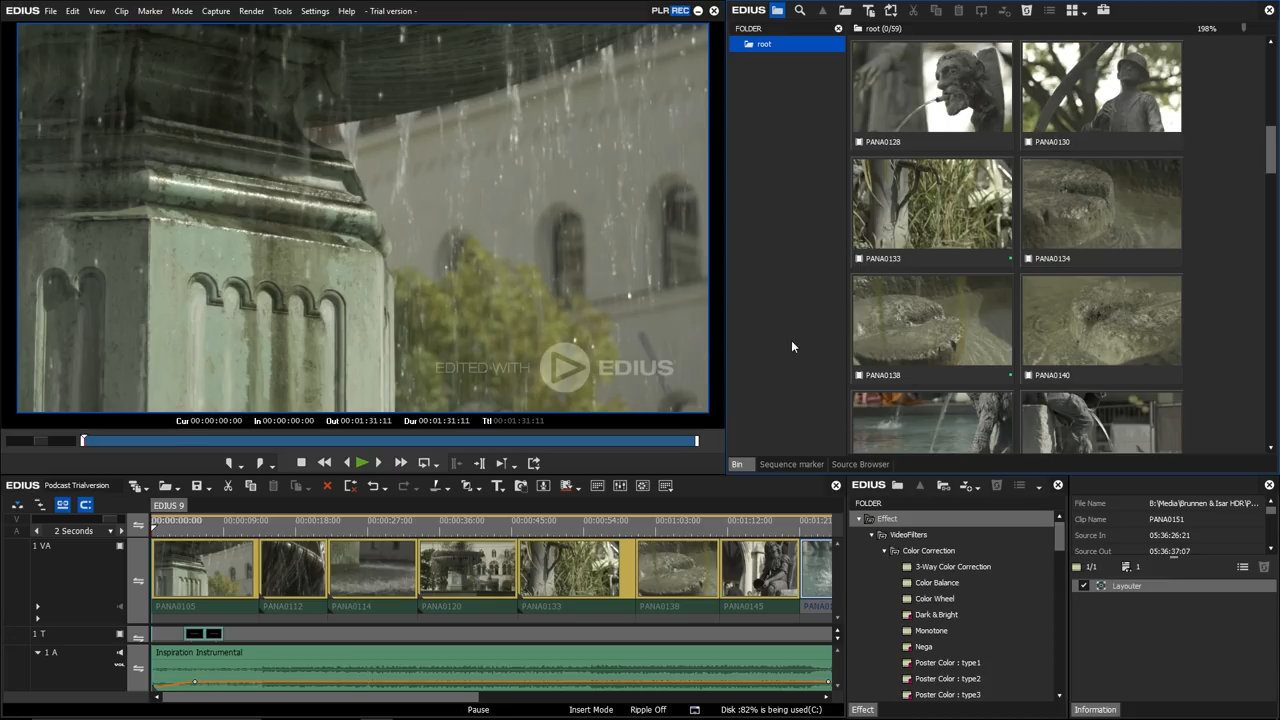 EDIUS File Edit View Clip Marker Mode Capture Render Tools Settings Help - Trial version - PLR REC
EDITED WITH EDIUS
Cur 00:00:00:00 In 00:00:00:00 Out 00:01:31:11 Dur 00:01:31:11 Ttl 00:01:31:11
EDIUS
FOLDER
root
root (0/59) 198%
PANA0128 PANA0130
PANA0133 PANA0134
PANA0138 PANA0140
Bin Sequence marker Source Browser
EDIUS Podcast Trialversion
EDIUS 9
V
A
2 Seconds
00:00:00:00 00:00:09:00 00:00:18:00 00:00:27:00 00:00:36:00 00:00:45:00 00:00:54:00 00:01:03:00 00:01:12:00 00:01:21
1 VA
PANA0105 PANA0112 PANA0114 PANA0120 PANA0133 PANA0138 PANA0145
1 T
1 A
VOL
Inspiration Instrumental
Pause Insert Mode Ripple Off Disk :82% is being used(C:)
EDIUS
FOLDER
Effect
VideoFilters
Color Correction
3-Way Color Correction
Color Balance
Color Wheel
Dark & Bright
Monotone
Nega
Poster Color : type1
Poster Color : type2
Poster Color : type3
Effect
File Name B:\Media\Brunnen & Isar HDR\P...
Clip Name PANA0151
Source In 05:36:26:21
Source Out 05:36:37:07
1/1 1
Layouter
Information